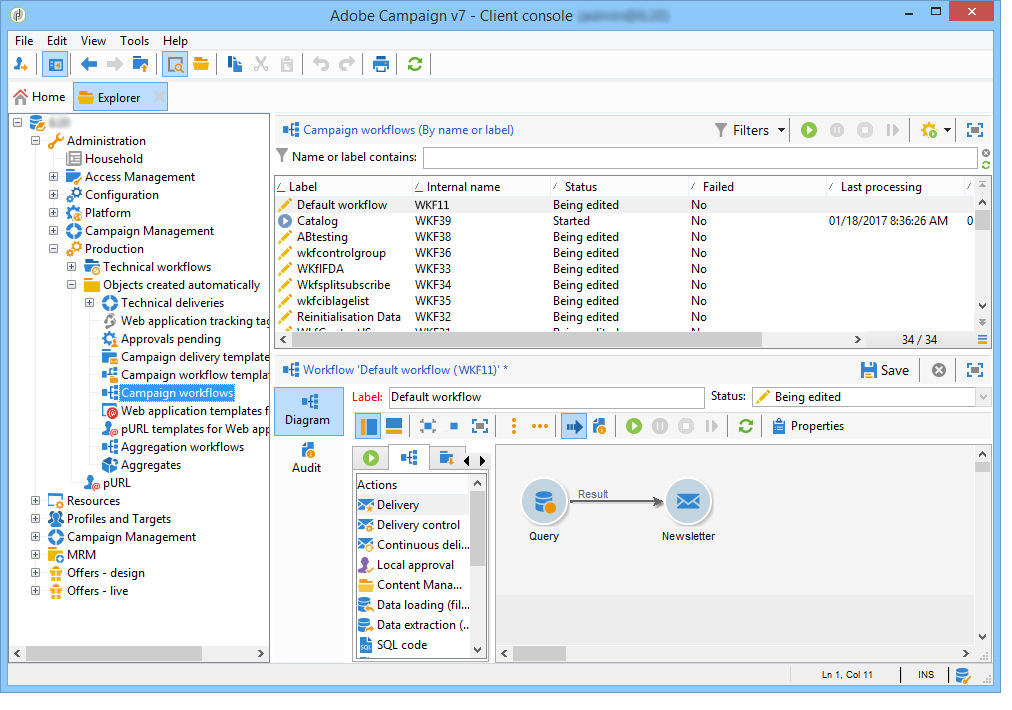 Adobe Campaign v7 - Client console
File Edit View Tools Help
Home Explorer
Administration
Household
Access Management
Configuration
Platform
Campaign Management
Production
Technical workflows
Objects created automatically
Technical deliveries
Web application tracking tag
Approvals pending
Campaign delivery template
Campaign workflow templat
Campaign workflows
Web application templates f
pURL templates for Web app
Aggregation workflows
Aggregates
pURL
Resources
Profiles and Targets
Campaign Management
MRM
Offers - design
Offers - live
Campaign workflows (By name or label) Filters
Name or label contains:
Label Internal name Status Failed Last processing
Default workflow WKF11 Being edited No
Catalog WKF39 Started No 01/18/2017 8:36:26 AM 0
ABtesting WKF38 Being edited No
wkfcontrolgroup WKF36 Being edited No
WKfIFDA WKF33 Being edited No
Wkfsplitsubscribe WKF34 Being edited No
wkfciblagelist WKF35 Being edited No
Reinitialisation Data WKF32 Being edited No
34 / 34
Workflow 'Default workflow (WKF11)' * Save
Diagram
Audit
Label: Default workflow Status: Being edited
Properties
Actions
Delivery
Delivery control
Continuous deli...
Local approval
Content Mana...
Data loading (fil...
Data extraction (..
SQL code
Result
Query Newsletter
Ln 1, Col 11 INS